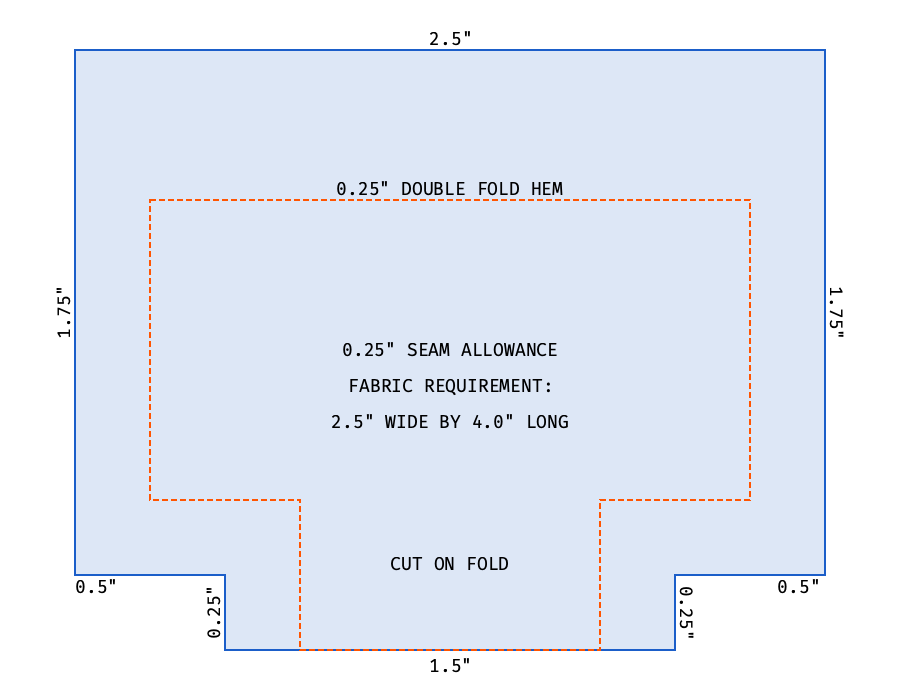 2.5"
0.25" DOUBLE FOLD HEM
1.75"
1.75"
0.25" SEAM ALLOWANCE
FABRIC REQUIREMENT:
2.5" WIDE BY 4.0" LONG
CUT ON FOLD
0.5"
0.5"
0.25"
0.25"
1.5"